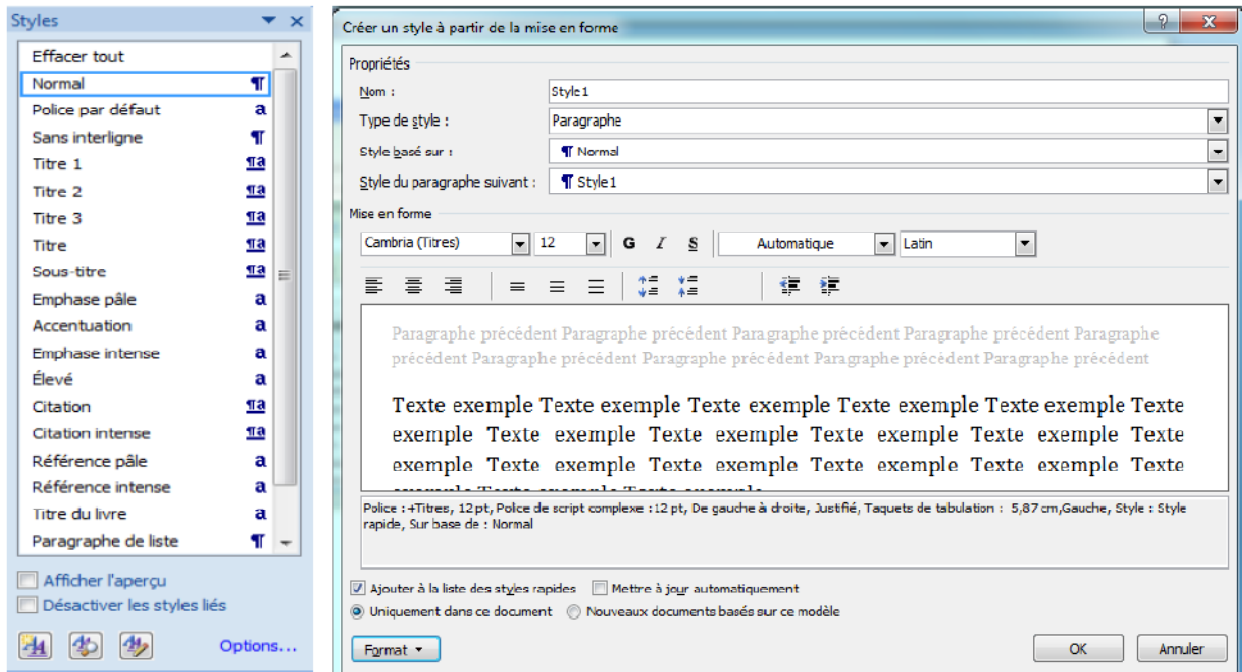 Styles
Effacer tout
Normal ¶
Police par défaut a
Sans interligne ¶
Titre 1 ¶a
Titre 2 ¶a
Titre 3 ¶a
Titre ¶a
Sous-titre ¶a
Emphase pâle a
Accentuation a
Emphase intense a
Élevé a
Citation ¶a
Citation intense ¶a
Référence pâle a
Référence intense a
Titre du livre a
Paragraphe de liste ¶
Afficher l'aperçu
Désactiver les styles liés
Options...
Créer un style à partir de la mise en forme
Propriétés
Nom : Style1
Type de style : Paragraphe
Style basé sur : ¶ Normal
Style du paragraphe suivant : ¶ Style1
Mise en forme
Cambria (Titres) 12 G I S Automatique Latin
Paragraphe précédent Paragraphe précédent Paragraphe précédent Paragraphe précédent Paragraphe
précédent Paragraphe précédent Paragraphe précédent Paragraphe précédent Paragraphe précédent
Texte exemple Texte exemple Texte exemple Texte exemple Texte exemple Texte
exemple Texte exemple Texte exemple Texte exemple Texte exemple Texte
exemple Texte exemple Texte exemple Texte exemple Texte exemple Texte
exemple Texte exemple Texte exemple
Police : +Titres, 12 pt, Police de script complexe : 12 pt, De gauche à droite, Justifié, Taquets de tabulation : 5,87 cm,Gauche, Style : Style
rapide, Sur base de : Normal
Ajouter à la liste des styles rapides Mettre à jour automatiquement
Uniquement dans ce document Nouveaux documents basés sur ce modèle
Format OK Annuler